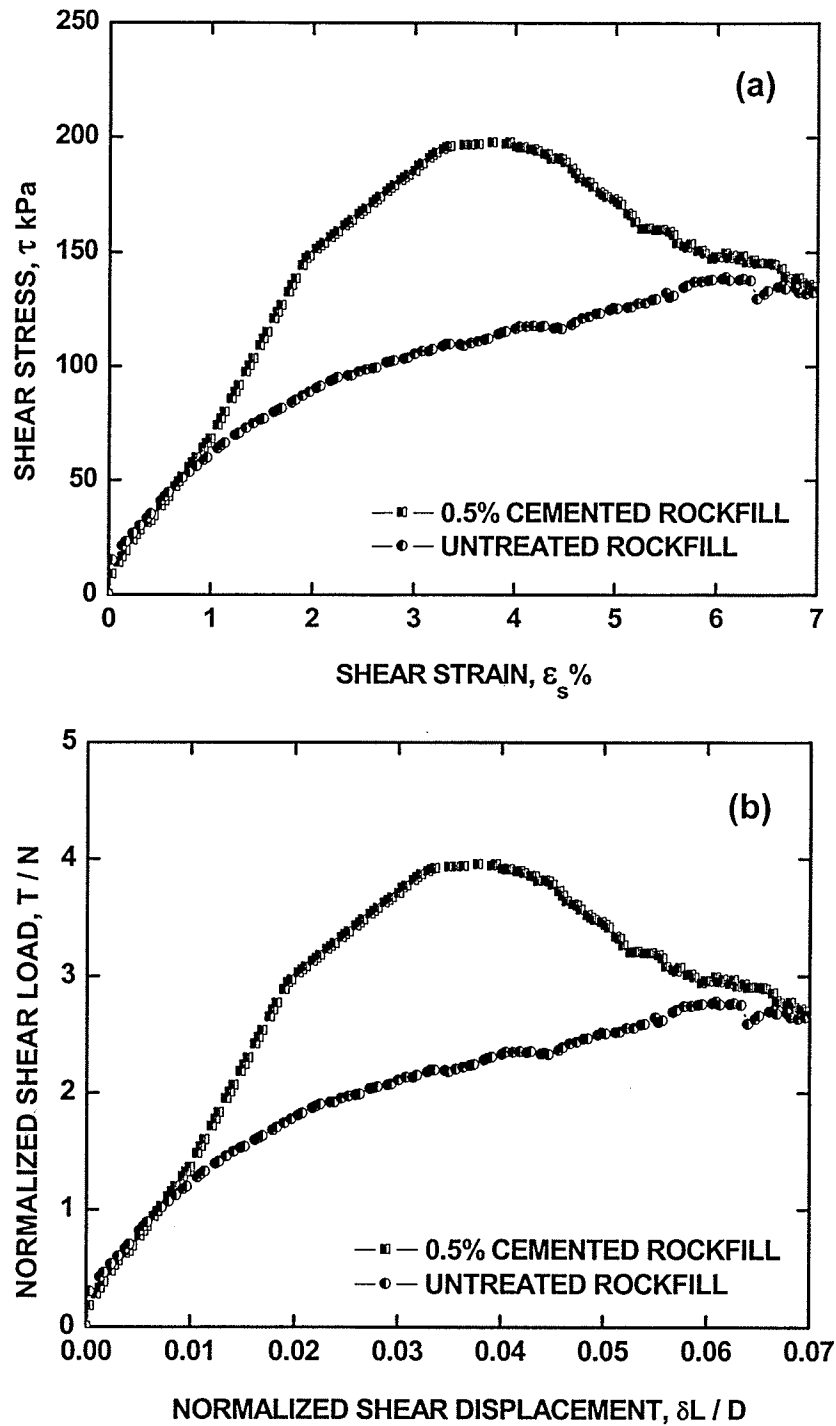 250
(a)
200
SHEAR STRESS, τ kPa
150
100
50
0.5% CEMENTED ROCKFILL
UNTREATED ROCKFILL
0
0 1 2 3 4 5 6 7
SHEAR STRAIN, εs%
5
(b)
4
NORMALIZED SHEAR LOAD, T / N
3
2
1
0.5% CEMENTED ROCKFILL
UNTREATED ROCKFILL
0
0.00 0.01 0.02 0.03 0.04 0.05 0.06 0.07
NORMALIZED SHEAR DISPLACEMENT, δL / D